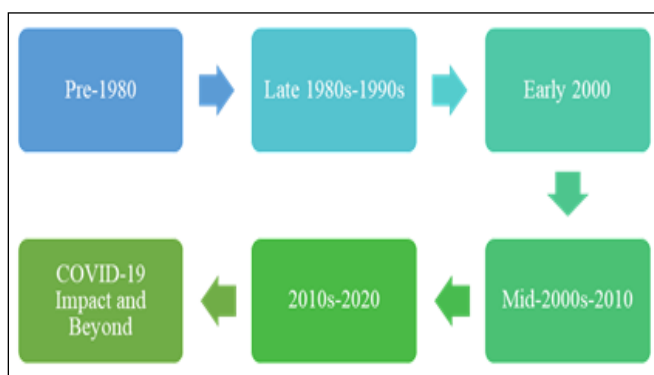 Pre-1980
Late 1980s-1990s
Early 2000
Mid-2000s-2010
2010s-2020
COVID-19
Impact and
Beyond